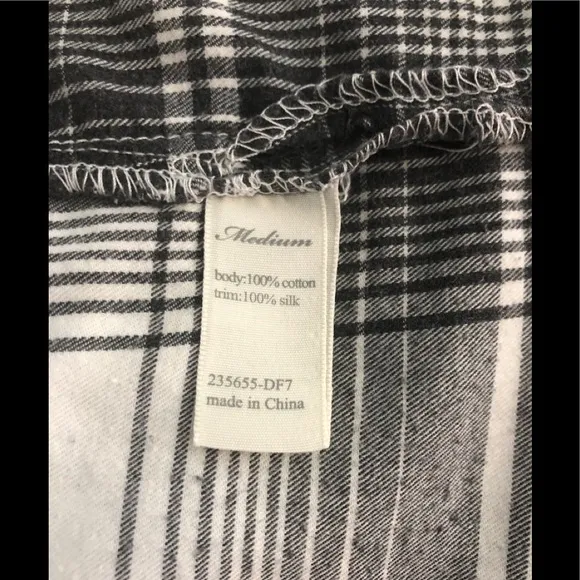 Medium
body:100% cotton
trim:100% silk
235655-DF7
made in China